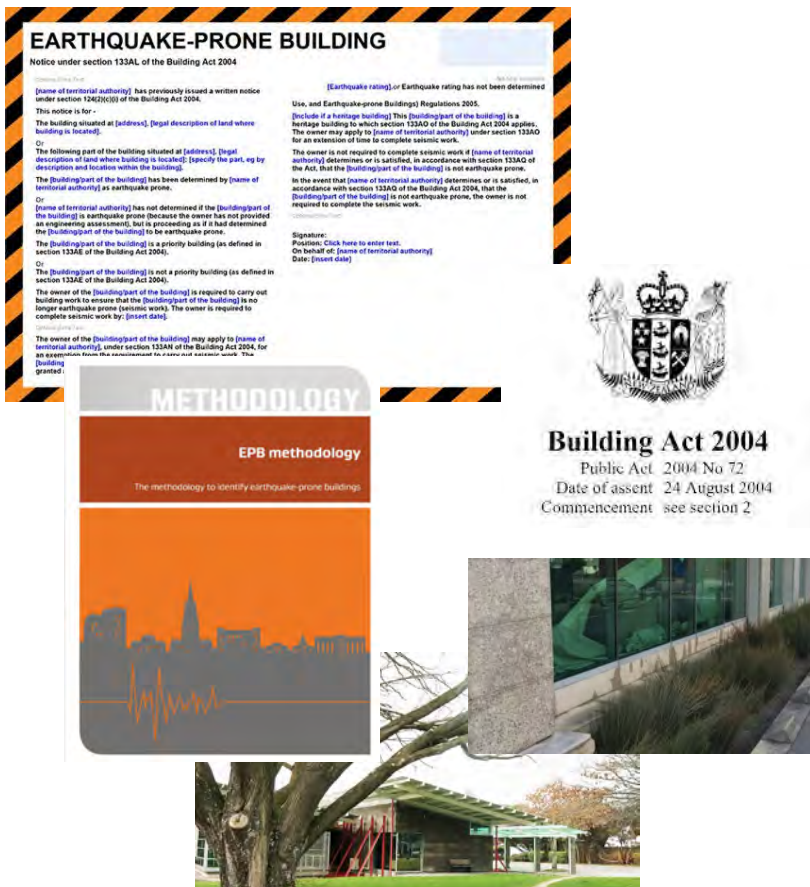 EARTHQUAKE-PRONE BUILDING
Notice under section 133AL of the Building Act 2004
[name of territorial authority] has previously issued a written notice
under section 124(2)(c)(i) of the Building Act 2004.
This notice is for -
The building situated at [address], [legal description of land where
building is located].
Or
The following part of the building situated at [address], [legal
description of land where building is located]: [specify the part, eg by
description and location within the building].
The [building/part of the building] has been determined by [name of
territorial authority] as earthquake prone.
Or
[name of territorial authority] has not determined if the [building/part of
the building] is earthquake prone (because the owner has not provided
an engineering assessment), but is proceeding as if it had determined
the [building/part of the building] to be earthquake prone.
The [building/part of the building] is a priority building (as defined in
section 133AE of the Building Act 2004).
Or
The [building/part of the building] is not a priority building (as defined in
section 133AE of the Building Act 2004).
The owner of the [building/part of the building] is required to carry out
building work to ensure that the [building/part of the building] is no
longer earthquake prone (seismic work). The owner is required to
complete seismic work by: [insert date].
The owner of the [building/part of the building] may apply to [name of
territorial authority], under section 133AN of the Building Act 2004, for
an exemption from the requirement to carry out seismic work. The
[building
granted
[Earthquake rating].or Earthquake rating has not been determined
Use, and Earthquake-prone Buildings) Regulations 2005.
[Include if a heritage building] This [building/part of the building] is a
heritage building to which section 133AO of the Building Act 2004 applies.
The owner may apply to [name of territorial authority] under section 133AO
for an extension of time to complete seismic work.
The owner is not required to complete seismic work if [name of territorial
authority] determines or is satisfied, in accordance with section 133AQ of
the Act, that the [building/part of the building] is not earthquake prone.
In the event that [name of territorial authority] determines or is satisfied, in
accordance with section 133AQ of the Building Act 2004, that the
[building/part of the building] is not earthquake prone, the owner is not
required to complete the seismic work.
Signature:
Position: Click here to enter text.
On behalf of: [name of territorial authority]
Date: [insert date]
Building Act 2004
Public Act 2004 No 72
Date of assent 24 August 2004
Commencement see section 2
METHODOLOGY
EPB methodology
The methodology to identify earthquake-prone buildings